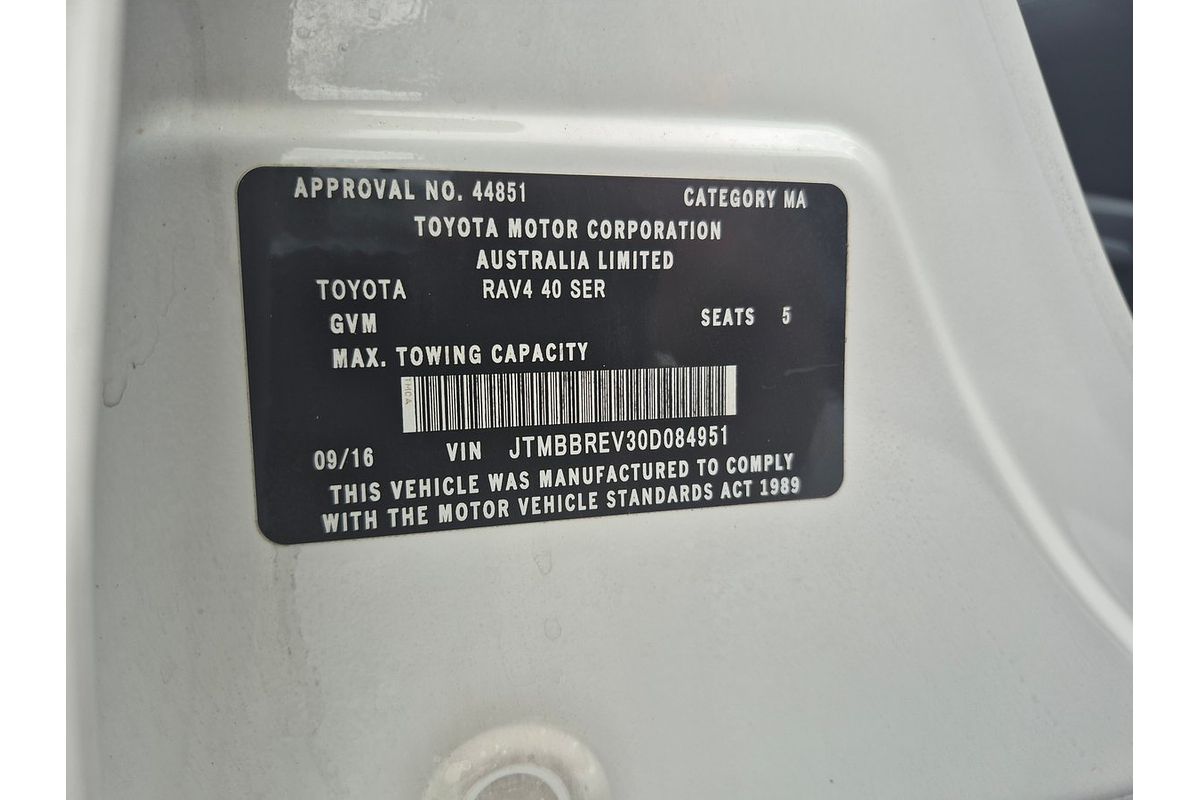 APPROVAL NO. 44851 CATEGORY MA
TOYOTA MOTOR CORPORATION
AUSTRALIA LIMITED
TOYOTA RAV4 40 SER
GVM SEATS 5
MAX. TOWING CAPACITY
TMCA
09/16 VIN JTMBBREV30D084951
THIS VEHICLE WAS MANUFACTURED TO COMPLY
WITH THE MOTOR VEHICLE STANDARDS ACT 1989